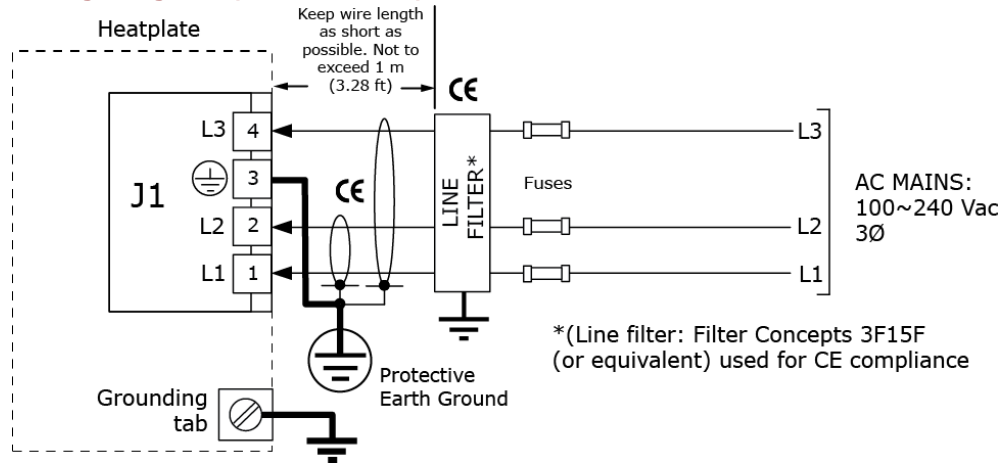 Keep wire length
as short as
possible. Not to
exceed 1 m
(3.28 ft)
Heatplate
CE
L3 4
J1
3
L2 2
L1 1
CE
LINE
FILTER*
Fuses
L3
L2
L1
AC MAINS:
100~240 Vac
3Ø
*(Line filter: Filter Concepts 3F15F
(or equivalent) used for CE compliance
Protective
Earth Ground
Grounding
tab